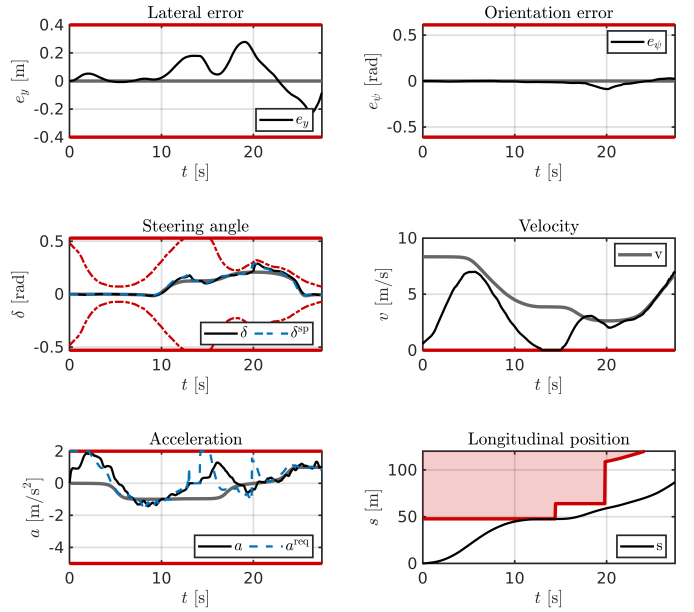 Lateral error
0.4
0.2
0
-0.2
-0.4
e_y [m]
e_y
0 10 20
t [s]
Orientation error
0.5
0
-0.5
e_ψ [rad]
e_ψ
0 10 20
t [s]
Steering angle
0.5
0
-0.5
δ [rad]
δ δ^sp
0 10 20
t [s]
Velocity
10
5
0
v [m/s]
v
0 10 20
t [s]
Acceleration
2
0
-2
-4
a [m/s²]
a a^req
0 10 20
t [s]
Longitudinal position
100
50
0
s [m]
s
0 10 20
t [s]